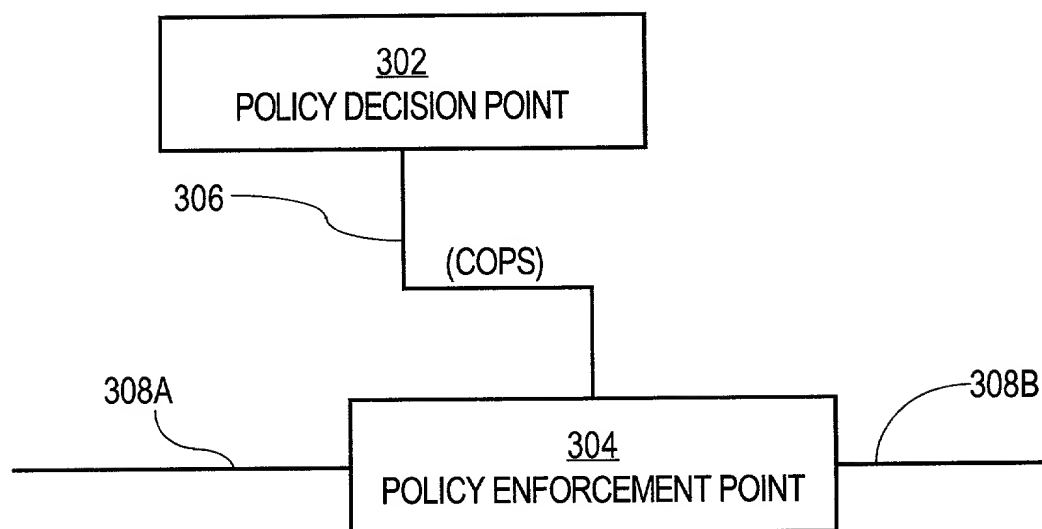 302
POLICY DECISION POINT
306
(COPS)
308A
308B
304
POLICY ENFORCEMENT POINT